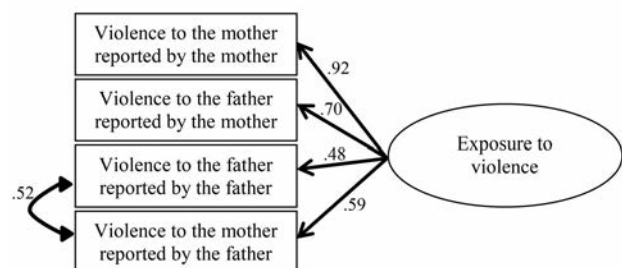 Violence to the mother
reported by the mother
.92
Violence to the father
reported by the mother
.70
Exposure to
violence
Violence to the father
reported by the father
.48
.52
.59
Violence to the mother
reported by the father